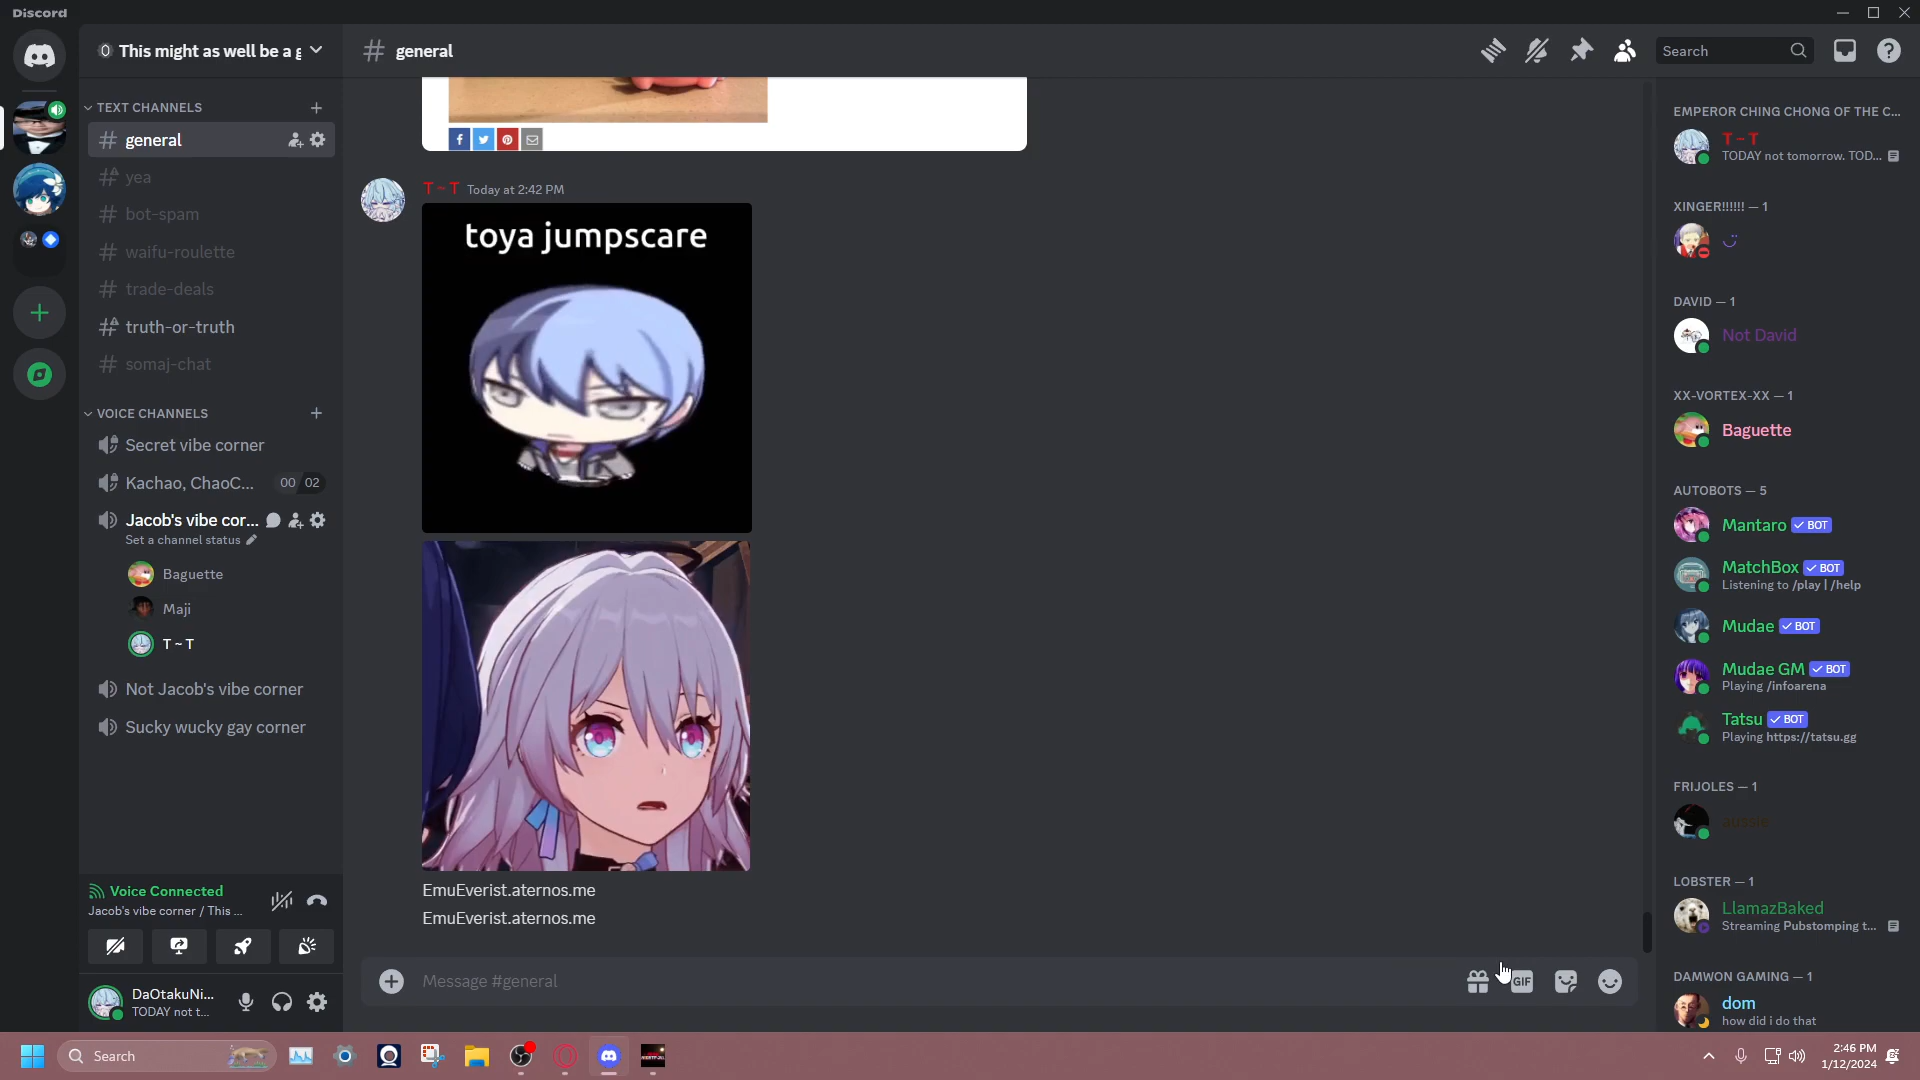 Discord
This might as well be a g
general
Search
TEXT CHANNELS
general
yea
bot-spam
waifu-roulette
trade-deals
truth-or-truth
somaj-chat
VOICE CHANNELS
Secret vibe corner
Kachao, ChaoC... 00 02
Jacob's vibe cor...
Set a channel status
Baguette
Maji
T ~ T
Not Jacob's vibe corner
Sucky wucky gay corner
Voice Connected
Jacob's vibe corner / This ...
DaOtakuNi...
TODAY not t...
T ~ T Today at 2:42 PM
toya jumpscare
EmuEverist.aternos.me
EmuEverist.aternos.me
Message #general
GIF
EMPEROR CHING CHONG OF THE C...
T ~ T
TODAY not tomorrow. TOD...
XINGER!!!!!! — 1
DAVID — 1
Not David
XX-VORTEX-XX — 1
Baguette
AUTOBOTS — 5
Mantaro BOT
MatchBox BOT
Listening to /play | /help
Mudae BOT
Mudae GM BOT
Playing /infoarena
Tatsu BOT
Playing https://tatsu.gg
FRIJOLES — 1
aussie
LOBSTER — 1
LlamazBaked
Streaming Pubstomping t...
DAMWON GAMING — 1
dom
how did i do that
Search
2:46 PM
1/12/2024